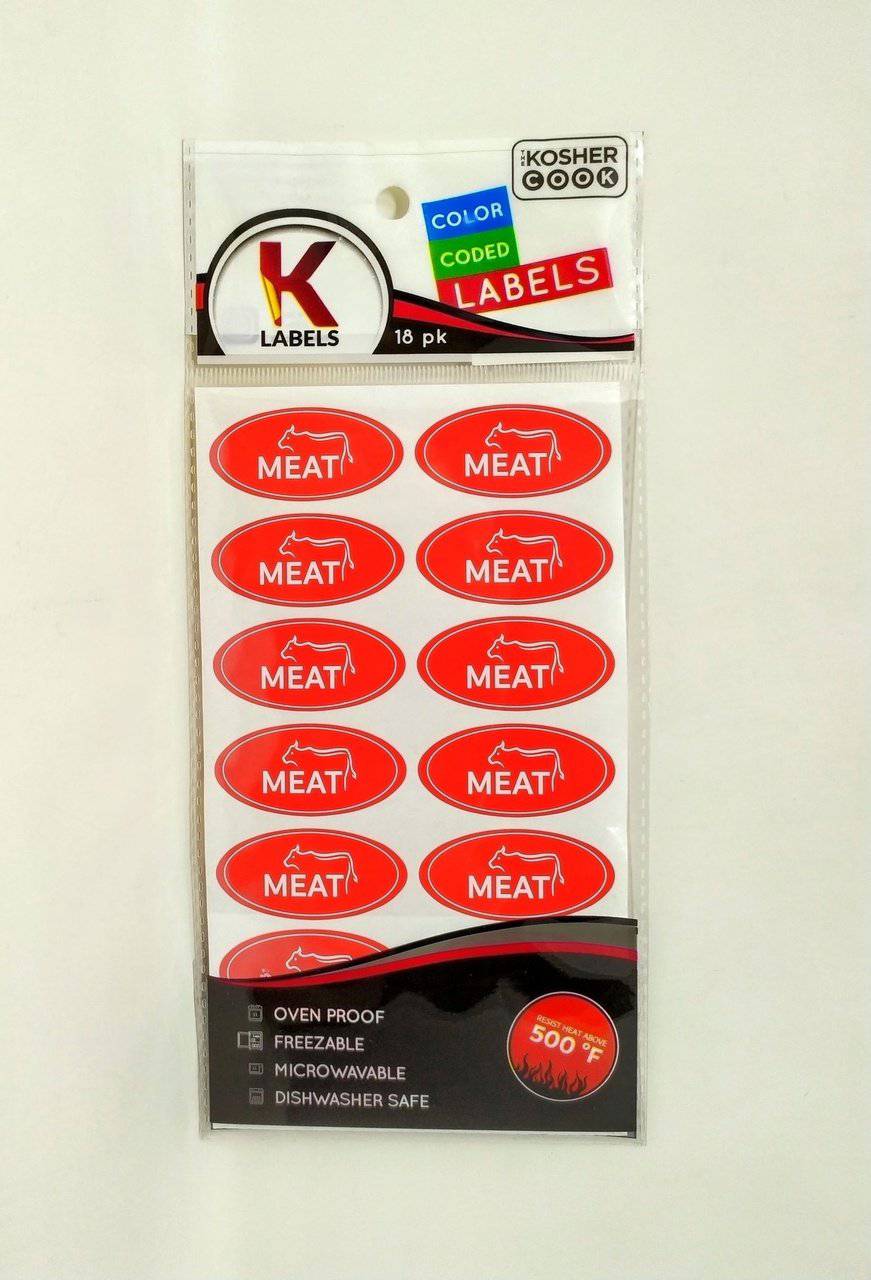 THE KOSHER
COOK
COLOR
CODED
LABELS
K
LABELS
18 pk
MEAT MEAT
MEAT MEAT
MEAT MEAT
MEAT MEAT
MEAT MEAT
OVEN PROOF
FREEZABLE
MICROWAVABLE
DISHWASHER SAFE
RESIST HEAT ABOVE
500 °F